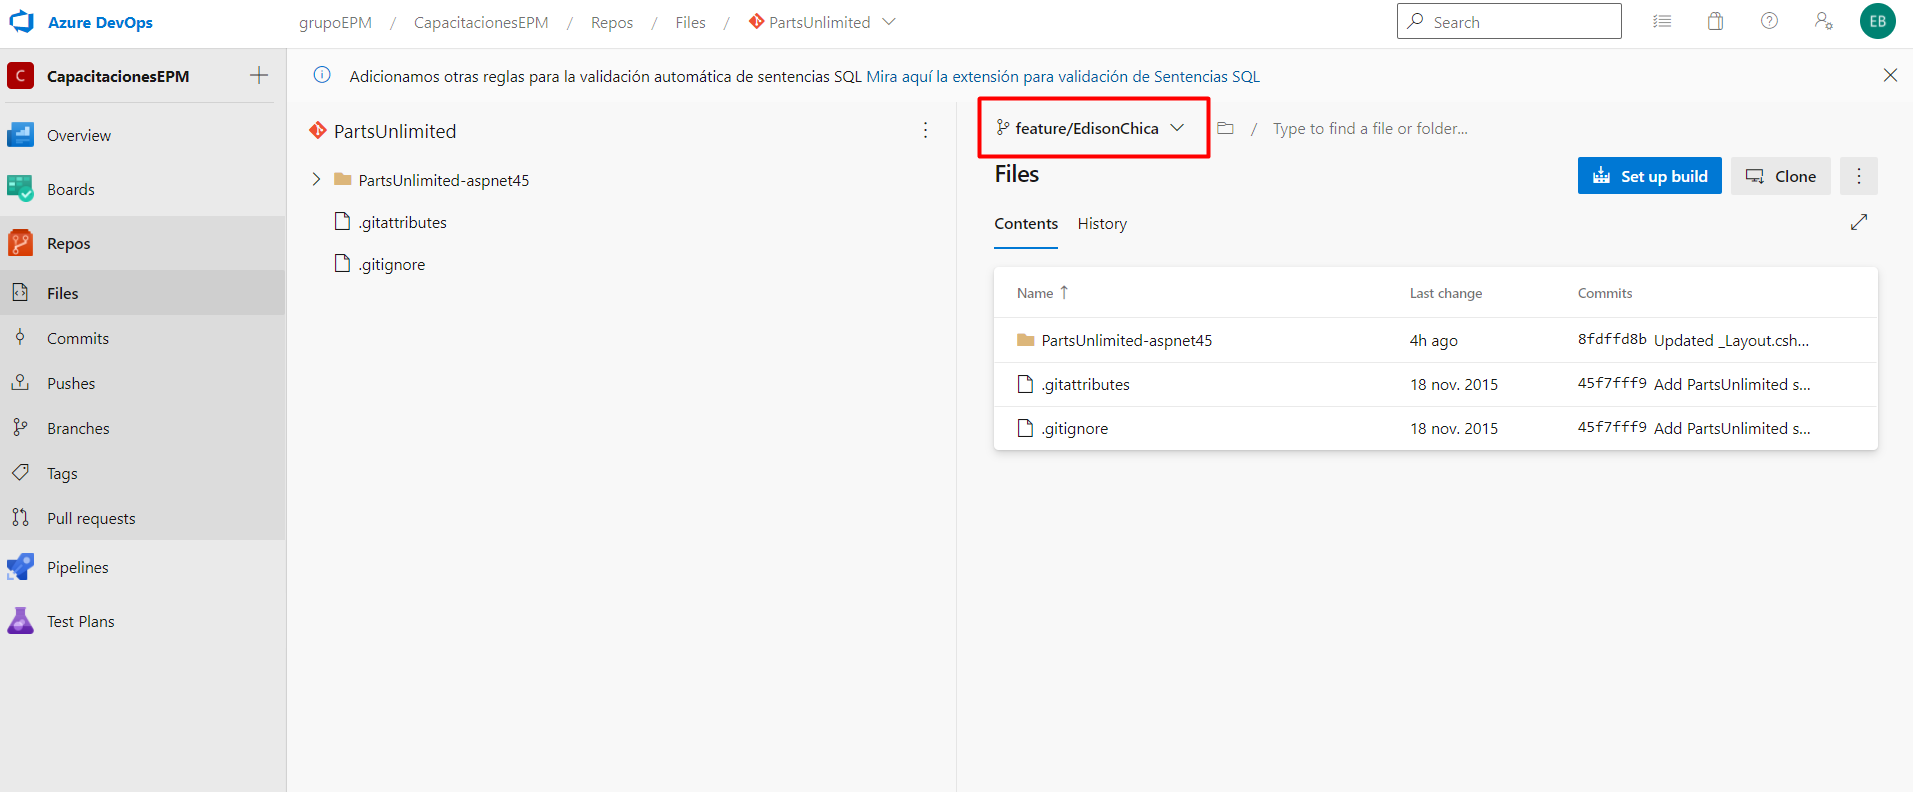 Azure DevOps
grupoEPM / CapacitacionesEPM / Repos / Files / PartsUnlimited
Search
EB
C CapacitacionesEPM
Overview
Boards
Repos
Files
Commits
Pushes
Branches
Tags
Pull requests
Pipelines
Test Plans
Adicionamos otras reglas para la validación automática de sentencias SQL Mira aquí la extensión para validación de Sentencias SQL
PartsUnlimited
PartsUnlimited-aspnet45
.gitattributes
.gitignore
feature/EdisonChica / Type to find a file or folder...
Files
Set up build Clone
Contents History
Name Last change Commits
PartsUnlimited-aspnet45 4h ago 8fdffd8b Updated _Layout.csh...
.gitattributes 18 nov. 2015 45f7fff9 Add PartsUnlimited s...
.gitignore 18 nov. 2015 45f7fff9 Add PartsUnlimited s...